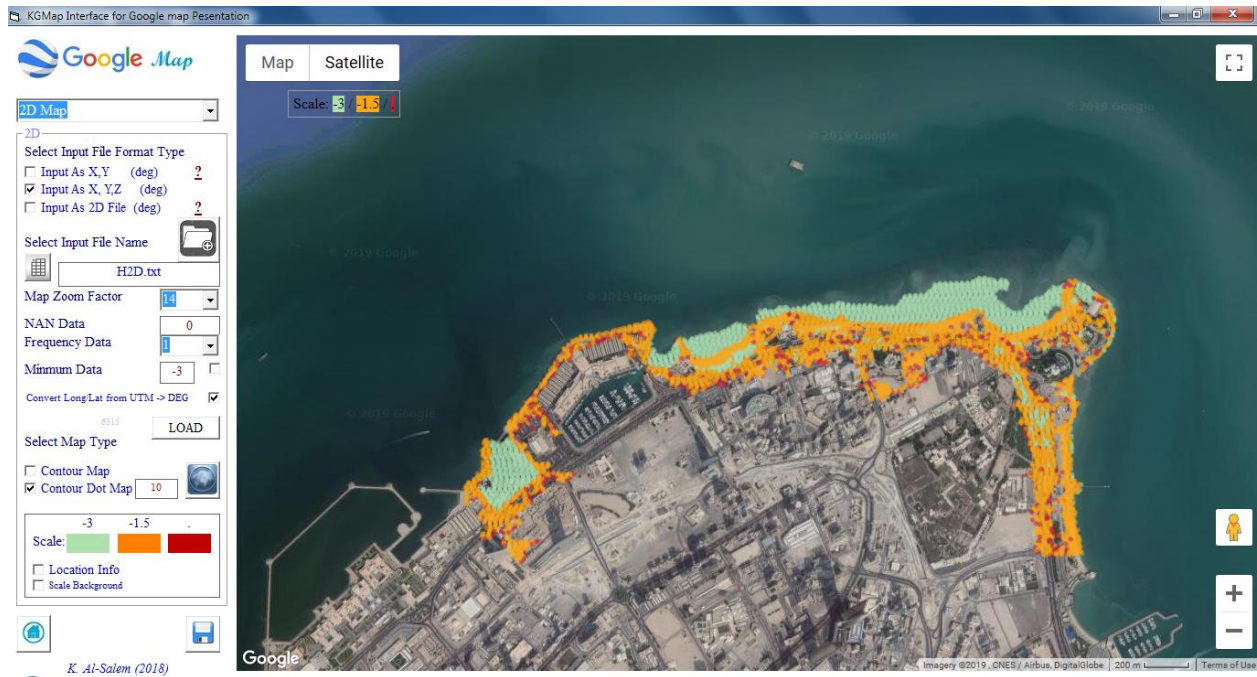 KGMap Interface for Google map Pesentation
Google Map
2D Map
2D
Select Input File Format Type
Input As X,Y (deg) ?
Input As X, Y,Z (deg)
Input As 2D File (deg) ?
Select Input File Name
H2D.txt
Map Zoom Factor 14
NAN Data 0
Frequency Data 1
Minmum Data -3
Convert Long/Lat from UTM -> DEG
d315
LOAD
Select Map Type
Contour Map
Contour Dot Map 10
-3 -1.5 .
Scale:
Location Info
Scale Background
K. Al-Salem (2018)
Map Satellite
Scale: -3 / -1.5 / .
© 2019 Google
© 2019 Google
© 2019 Google
© 2019 Google
© 2019 Google
Google
Imagery ©2019 , CNES / Airbus, DigitalGlobe 200 m Terms of Use